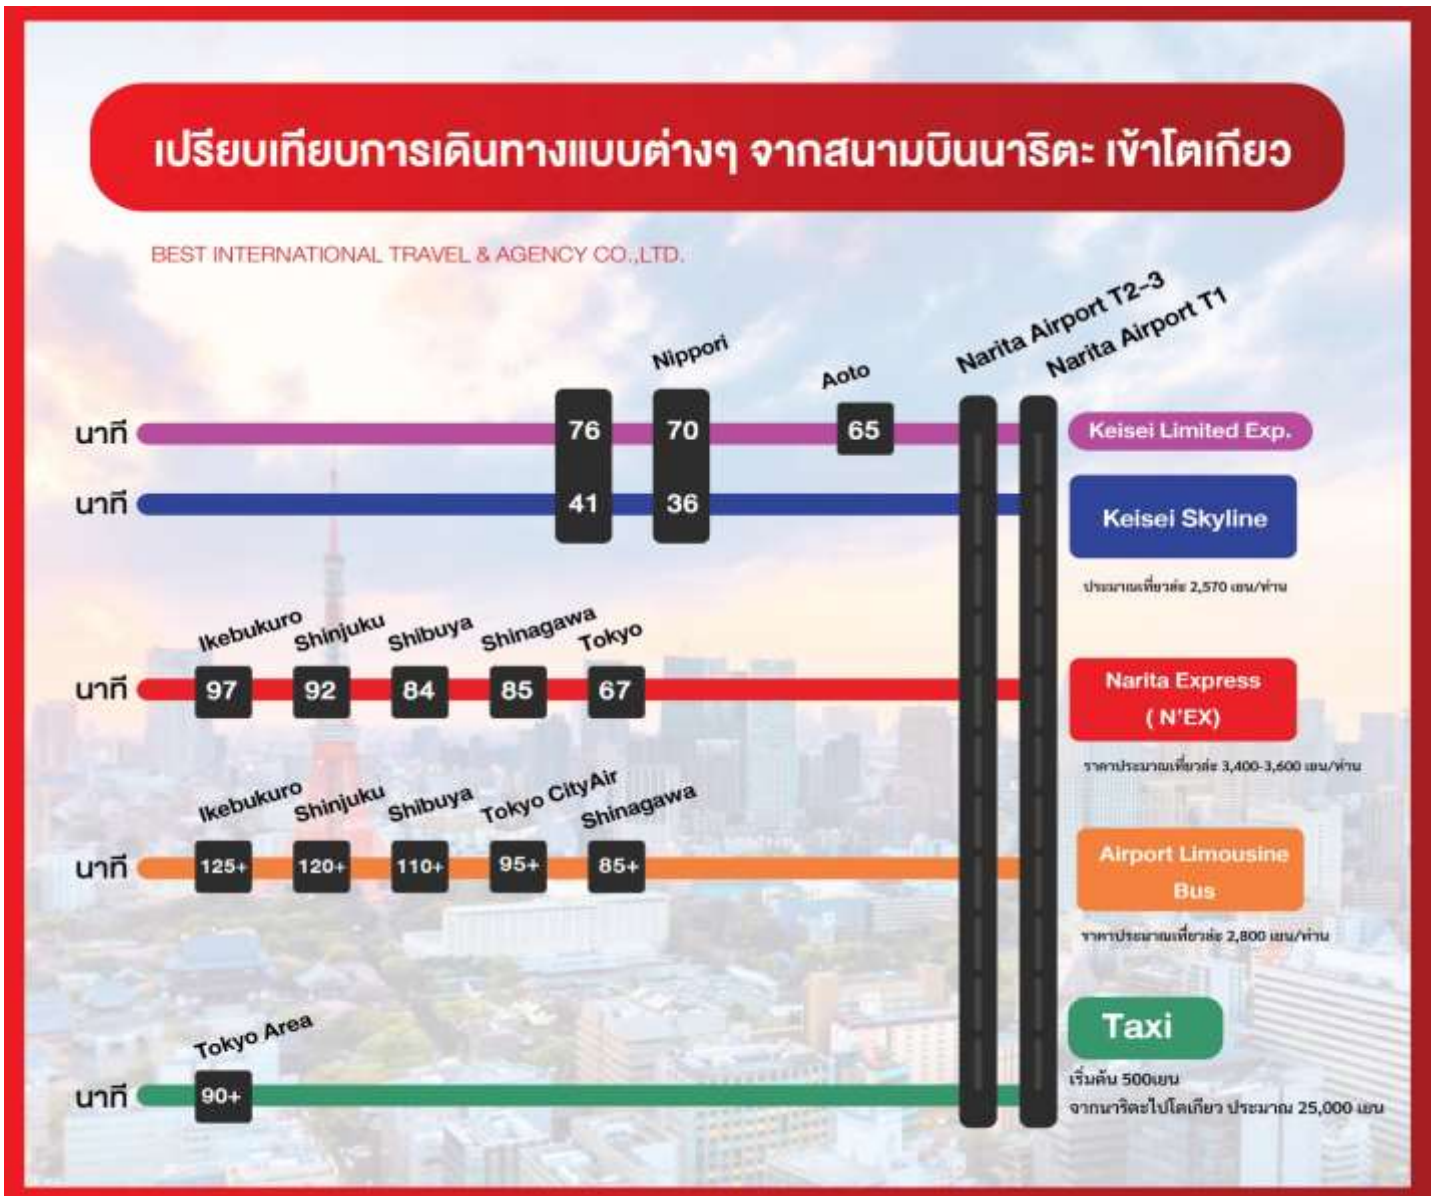 เปรียบเทียบการเดินทางแบบต่างๆ จากสนามบินนาริตะ เข้าโตเกียว
BEST INTERNATIONAL TRAVEL & AGENCY CO.,LTD.
Narita Airport T2-3
Narita Airport T1
Nippori
Aoto
นาที 76 70 65 Keisei Limited Exp.
นาที 41 36 Keisei Skyline
ประมาณเที่ยวล่ะ 2,570 เยน/ท่าน
Ikebukuro Shinjuku Shibuya Shinagawa Tokyo
นาที 97 92 84 85 67 Narita Express
( N'EX)
ราคาประมาณเที่ยวล่ะ 3,400-3,600 เยน/ท่าน
Ikebukuro Shinjuku Shibuya Tokyo CityAir Shinagawa
นาที 125+ 120+ 110+ 95+ 85+ Airport Limousine
Bus
ราคาประมาณเที่ยวล่ะ 2,800 เยน/ท่าน
Tokyo Area
Taxi
นาที 90+
เริ่มต้น 500เยน
จากนาริตะไปโตเกียว ประมาณ 25,000 เยน